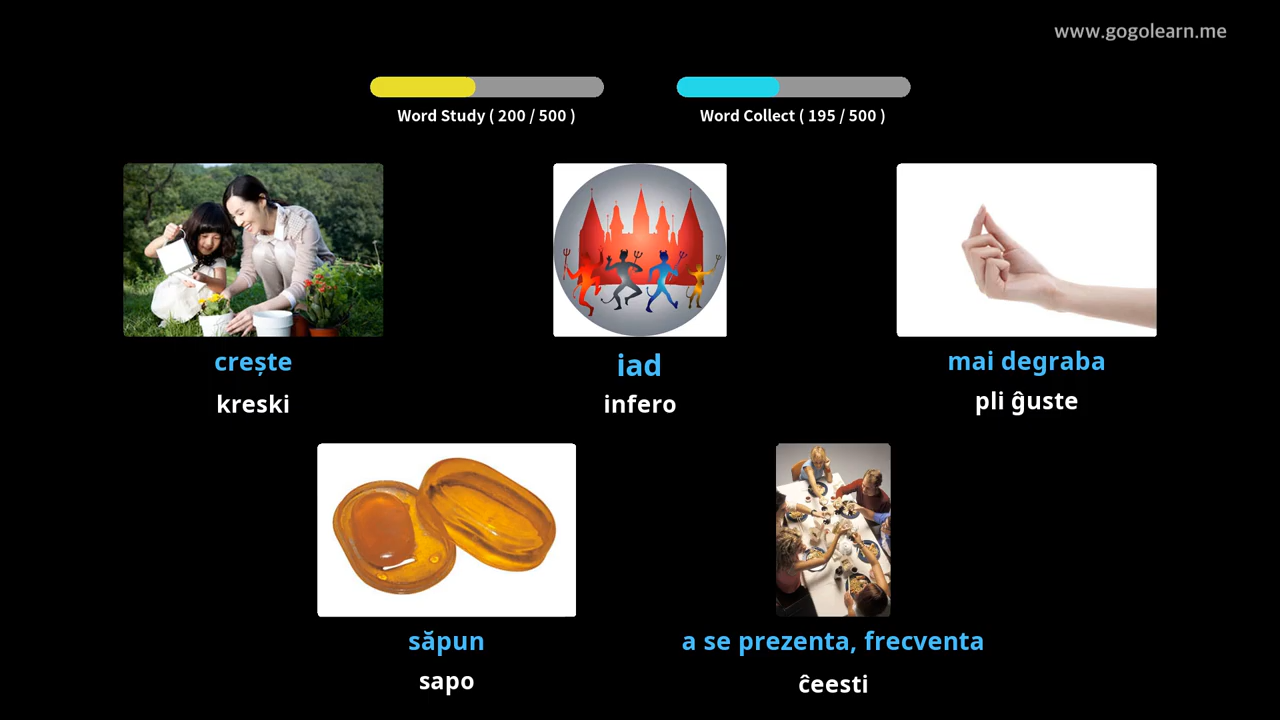 www.gogolearn.me
Word Study ( 200 / 500 )
Word Collect ( 195 / 500 )
crește
kreski
iad
infero
mai degraba
pli ĝuste
săpun
sapo
a se prezenta, frecventa
ĉeesti